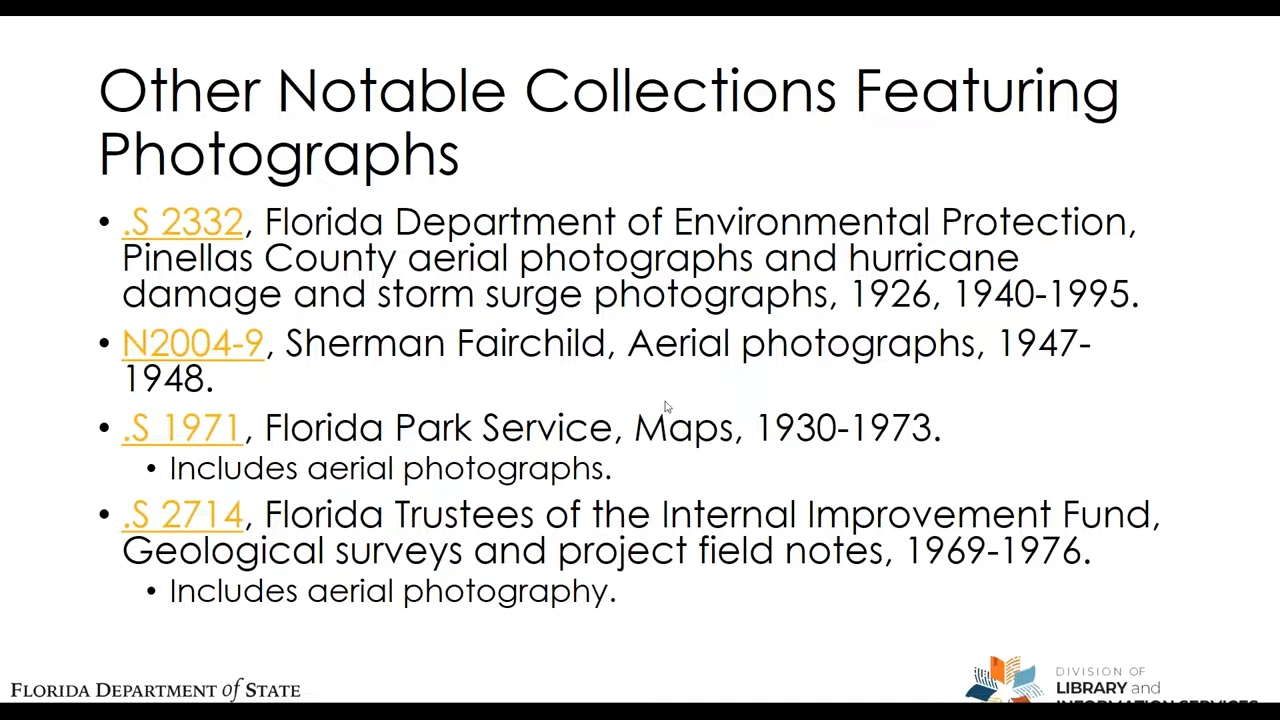 Other Notable Collections Featuring
Photographs
• .S 2332, Florida Department of Environmental Protection,
Pinellas County aerial photographs and hurricane
damage and storm surge photographs, 1926, 1940-1995.
• N2004-9, Sherman Fairchild, Aerial photographs, 1947-
1948.
• .S 1971, Florida Park Service, Maps, 1930-1973.
• Includes aerial photographs.
• .S 2714, Florida Trustees of the Internal Improvement Fund,
Geological surveys and project field notes, 1969-1976.
• Includes aerial photography.
FLORIDA DEPARTMENT of STATE
DIVISION OF
LIBRARY and
INFORMATION SERVICES